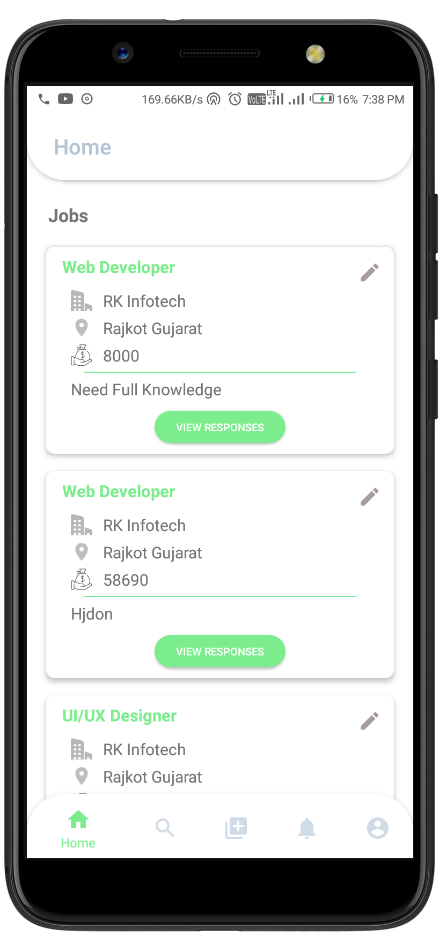 169.66KB/s VoLTE LTE 16% 7:38 PM
Home
Jobs
Web Developer
RK Infotech
Rajkot Gujarat
8000
Need Full Knowledge
VIEW RESPONSES
Web Developer
RK Infotech
Rajkot Gujarat
58690
Hjdon
VIEW RESPONSES
UI/UX Designer
RK Infotech
Rajkot Gujarat
Home